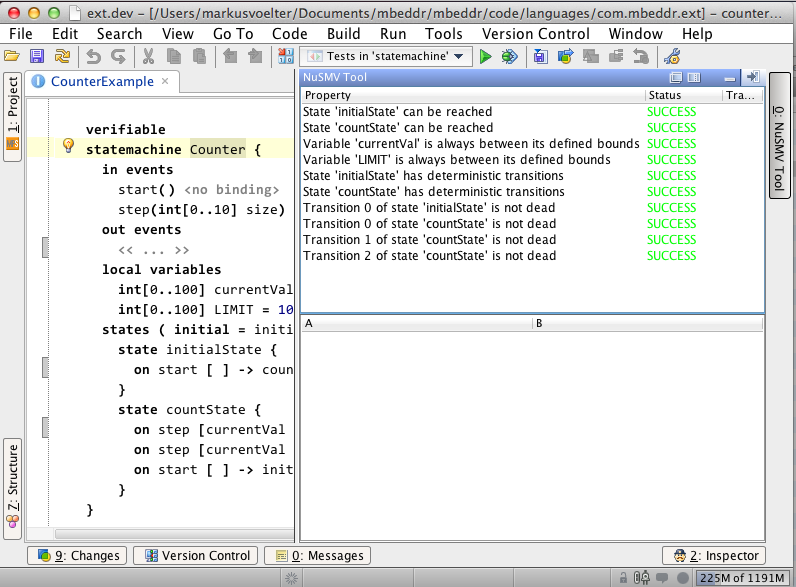 ext.dev – [/Users/markusvoelter/Documents/mbeddr/mbeddr/code/languages/com.mbeddr.ext] – counter...
File Edit Search View Go To Code Build Run Tools Version Control Window Help
Tests in 'statemachine'
1: Project
7: Structure
CounterExample
verifiable
statemachine Counter {
in events
start() <no binding>
step(int[0..10] size)
out events
<< ... >>
local variables
int[0..100] currentVal
int[0..100] LIMIT = 10
states ( initial = initi
state initialState {
on start [ ] -> coun
}
state countState {
on step [currentVal
on step [currentVal
on start [ ] -> init
}
}
NuSMV Tool
Property Status Tra...
State 'initialState' can be reached SUCCESS
State 'countState' can be reached SUCCESS
Variable 'currentVal' is always between its defined bounds SUCCESS
Variable 'LIMIT' is always between its defined bounds SUCCESS
State 'initialState' has deterministic transitions SUCCESS
State 'countState' has deterministic transitions SUCCESS
Transition 0 of state 'initialState' is not dead SUCCESS
Transition 0 of state 'countState' is not dead SUCCESS
Transition 1 of state 'countState' is not dead SUCCESS
Transition 2 of state 'countState' is not dead SUCCESS
A B
0: NuSMV Tool
9: Changes Version Control 0: Messages 2: Inspector
225M of 1191M